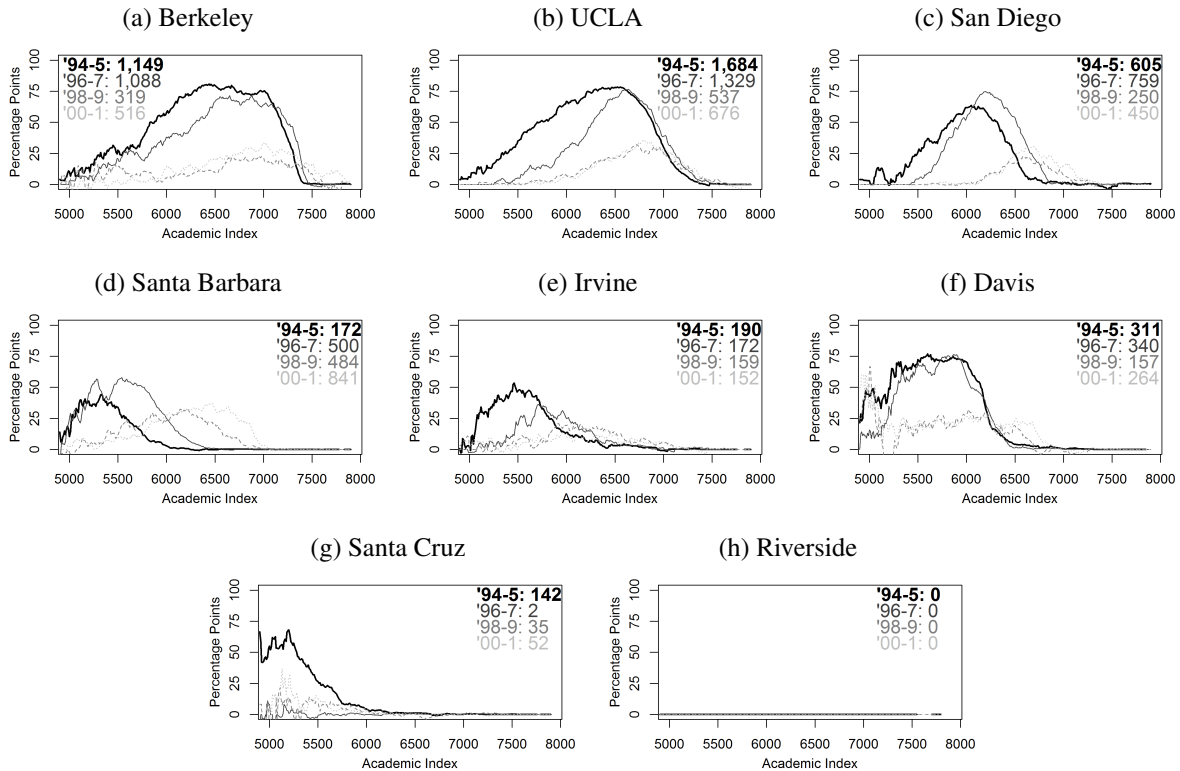 (a) Berkeley
Percentage Points
0 25 50 75 100
'94-5: 1,149
'96-7: 1,088
'98-9: 319
'00-1: 516
5000 5500 6000 6500 7000 7500 8000
Academic Index
(b) UCLA
Percentage Points
0 25 50 75 100
'94-5: 1,684
'96-7: 1,329
'98-9: 537
'00-1: 676
5000 5500 6000 6500 7000 7500 8000
Academic Index
(c) San Diego
Percentage Points
0 25 50 75 100
'94-5: 605
'96-7: 759
'98-9: 250
'00-1: 450
5000 5500 6000 6500 7000 7500 8000
Academic Index
(d) Santa Barbara
Percentage Points
0 25 50 75 100
'94-5: 172
'96-7: 500
'98-9: 484
'00-1: 841
5000 5500 6000 6500 7000 7500 8000
Academic Index
(e) Irvine
Percentage Points
0 25 50 75 100
'94-5: 190
'96-7: 172
'98-9: 159
'00-1: 152
5000 5500 6000 6500 7000 7500 8000
Academic Index
(f) Davis
Percentage Points
0 25 50 75 100
'94-5: 311
'96-7: 340
'98-9: 157
'00-1: 264
5000 5500 6000 6500 7000 7500 8000
Academic Index
(g) Santa Cruz
Percentage Points
0 25 50 75 100
'94-5: 142
'96-7: 2
'98-9: 35
'00-1: 52
5000 5500 6000 6500 7000 7500 8000
Academic Index
(h) Riverside
Percentage Points
0 25 50 75 100
'94-5: 0
'96-7: 0
'98-9: 0
'00-1: 0
5000 5500 6000 6500 7000 7500 8000
Academic Index